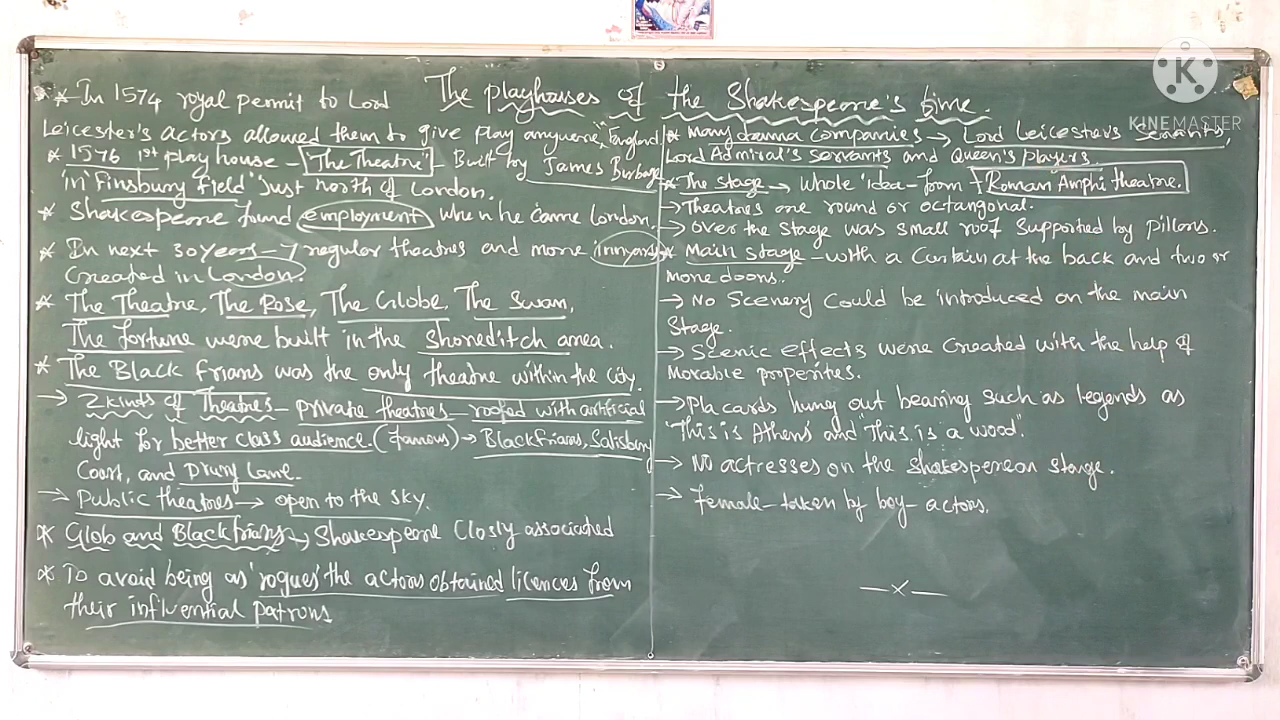 The playhouses of the Shakespeare's time.
* * In 1574 royal permit to Lord
Leicester's actors allowed them to give play anywhere, England
* 1576 1st play house - "The Theatre" - Built by James Burbage
'in' Finsbury field' Just north of London.
* Shakespeare found employment when he came London.
* In next 30 years - 7 regular theatres and more innyards
Created in London.
* The Theatre, The Rose, The Globe, The Swan,
The fortune were built in the shoreditch area.
* The Black frians was the only theatre within the city.
→ 2 kinds of Theatres - private theatres - roofed with artificial
light for better class audience. (famous) → Blackfrians, Salisbury
Court, and Drury Lane.
→ Public theatres → open to the sky.
* Glob and Blackfrians → Shakespeare Closly associated
* To avoid being as 'rogues' the actors obtained licences from
their influential patrons
* Many drama companies → Lord Leicesters Servants,
Lord Admiral's servants and Queen's players.
* The stage → Whole 'idea - from Roman Amphi theatre.
→ Theatres are round or octangonal.
→ over the stage was small roof supported by pillars.
* Main stage - with a Curtain at the back and two or
more doors.
→ No Scenery Could be introduced on the main
Stage.
→ Scenic effects were Created with the help of
Movable properties.
→ Placards hung out bearing such as legends as
'This is Athens' and "This is a wood".
→ No actresses on the shakesperean stage.
→ female - taken by boy - actors.
— x —
K
KINEMASTER